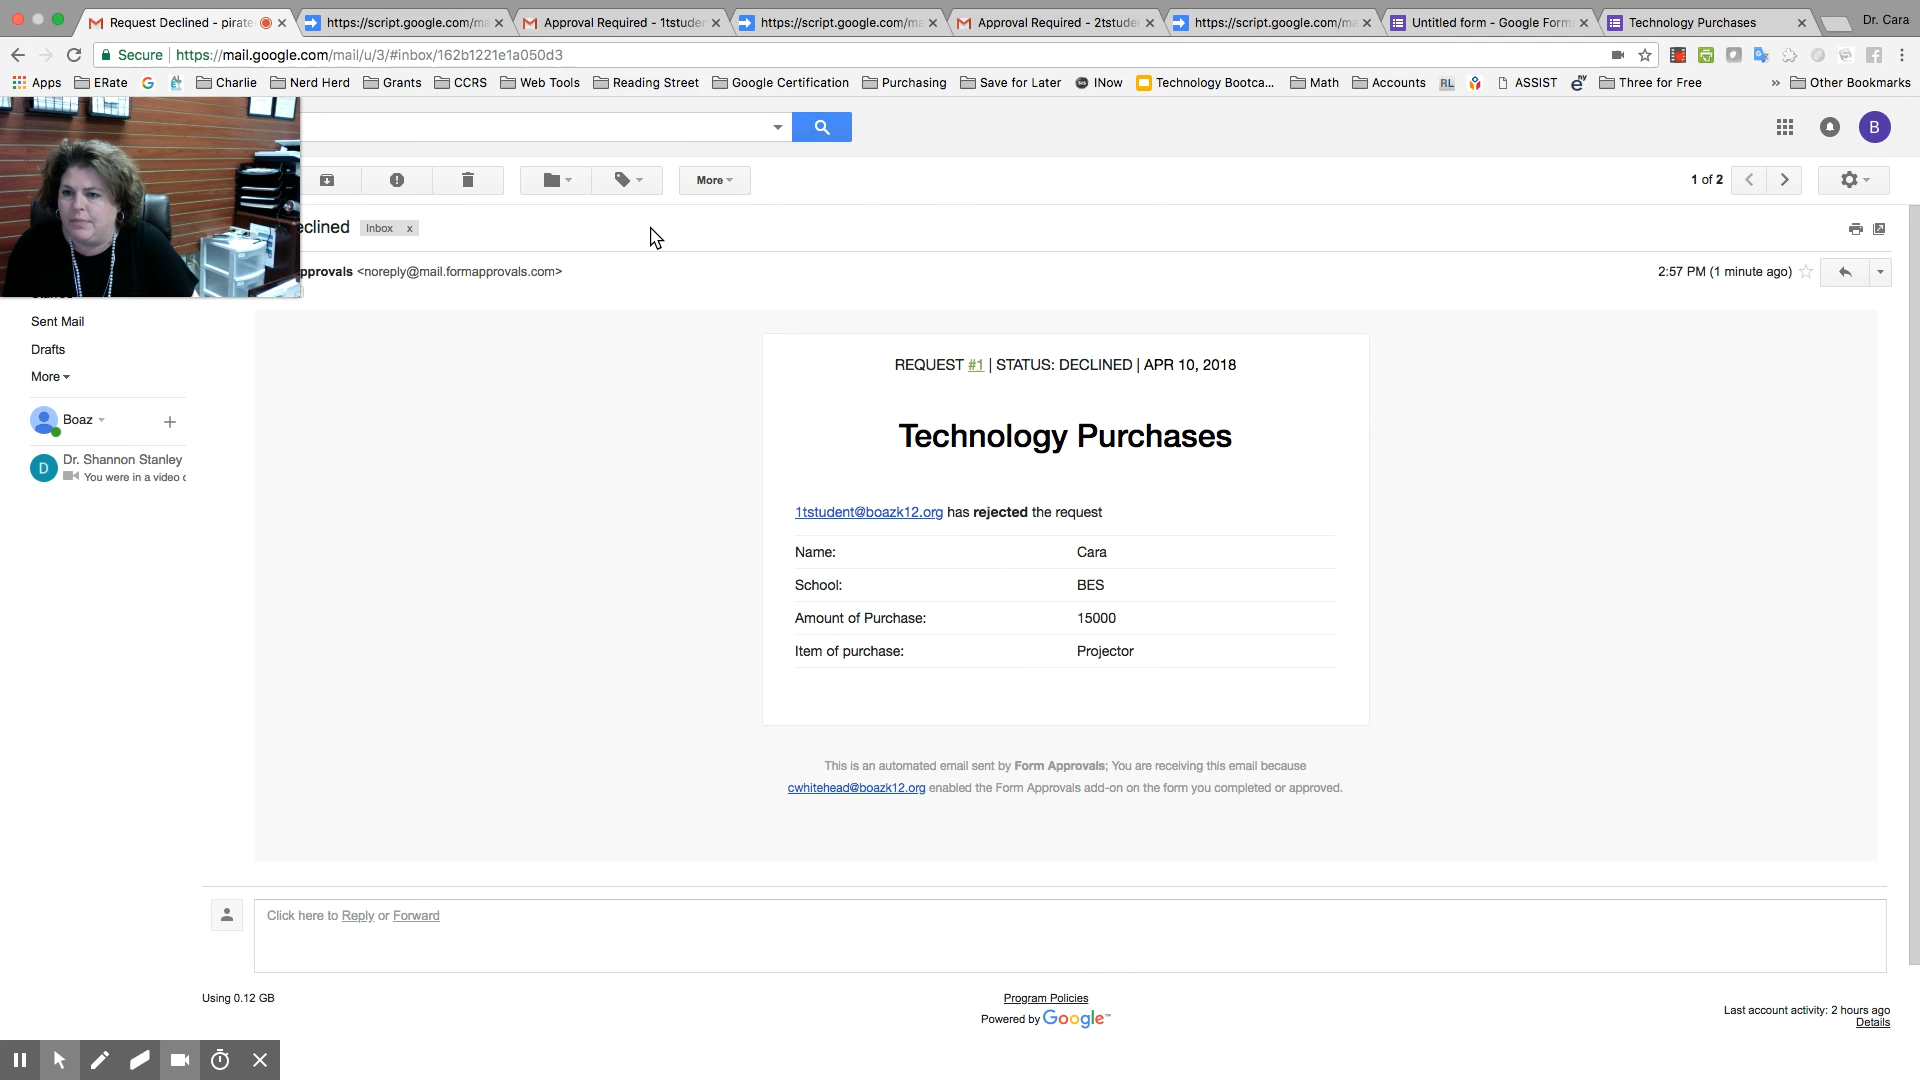 Request Declined - pirate
https://script.google.com/ma
Approval Required - 1tstuder
https://script.google.com/ma
Approval Required - 2tstude
https://script.google.com/ma
Untitled form - Google Form
Technology Purchases
Dr. Cara
Secure
https://mail.google.com/mail/u/3/#inbox/162b1221e1a050d3
Apps
ERate
Charlie
Nerd Herd
Grants
CCRS
Web Tools
Reading Street
Google Certification
Purchasing
Save for Later
INow
Technology Bootca...
Math
Accounts
RL
ASSIST
Three for Free
»
Other Bookmarks
B
More
1 of 2
eclined
Inbox x
pprovals <noreply@mail.formapprovals.com>
2:57 PM (1 minute ago)
Sent Mail
Drafts
More
Boaz
D
Dr. Shannon Stanley
You were in a video c
REQUEST #1 | STATUS: DECLINED | APR 10, 2018
Technology Purchases
1tstudent@boazk12.org has rejected the request
Name: Cara
School: BES
Amount of Purchase: 15000
Item of purchase: Projector
This is an automated email sent by Form Approvals; You are receiving this email because
cwhitehead@boazk12.org enabled the Form Approvals add-on on the form you completed or approved.
Click here to Reply or Forward
Using 0.12 GB
Program Policies
Powered by Google™
Last account activity: 2 hours ago
Details